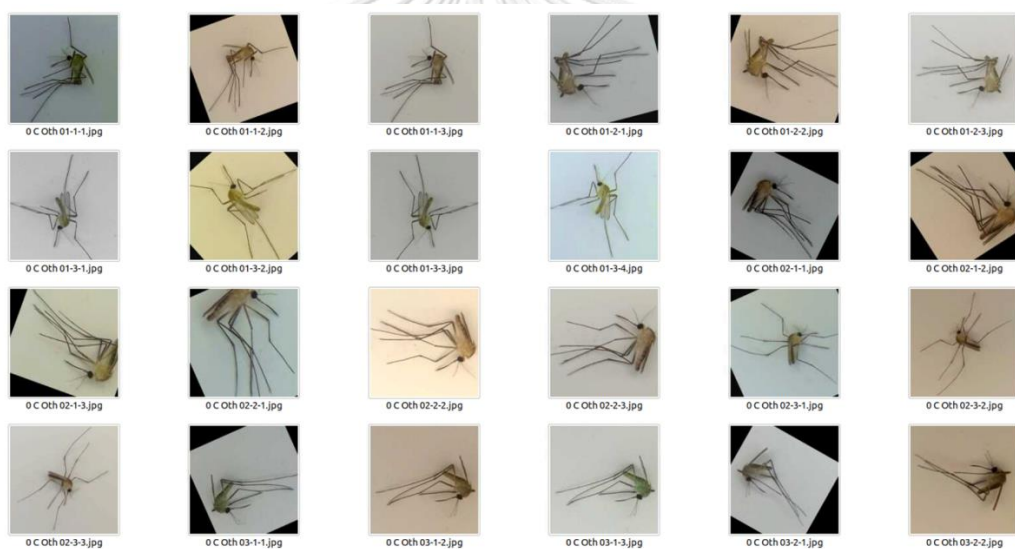 0 C Oth 01-1-1.jpg 0 C Oth 01-1-2.jpg 0 C Oth 01-1-3.jpg 0 C Oth 01-2-1.jpg 0 C Oth 01-2-2.jpg 0 C Oth 01-2-3.jpg
0 C Oth 01-3-1.jpg 0 C Oth 01-3-2.jpg 0 C Oth 01-3-3.jpg 0 C Oth 01-3-4.jpg 0 C Oth 02-1-1.jpg 0 C Oth 02-1-2.jpg
0 C Oth 02-1-3.jpg 0 C Oth 02-2-1.jpg 0 C Oth 02-2-2.jpg 0 C Oth 02-2-3.jpg 0 C Oth 02-3-1.jpg 0 C Oth 02-3-2.jpg
0 C Oth 02-3-3.jpg 0 C Oth 03-1-1.jpg 0 C Oth 03-1-2.jpg 0 C Oth 03-1-3.jpg 0 C Oth 03-2-1.jpg 0 C Oth 03-2-2.jpg